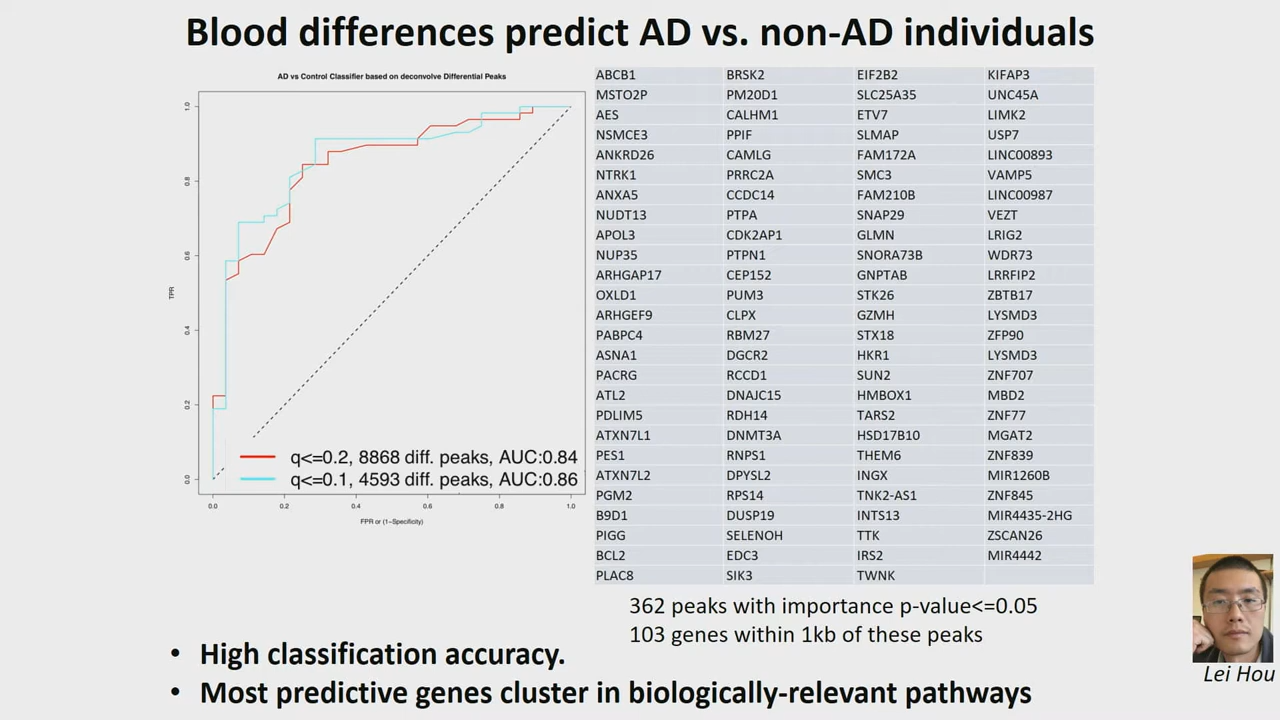 Blood differences predict AD vs. non-AD individuals
AD vs Control Classifier based on deconvolve Differential Peaks
1.0
0.8
0.6
0.4
0.2
0.0
TPR
0.0 0.2 0.4 0.6 0.8 1.0
FPR or (1−Specificity)
q<=0.2, 8868 diff. peaks, AUC:0.84
q<=0.1, 4593 diff. peaks, AUC:0.86
ABCB1 BRSK2 EIF2B2 KIFAP3
MSTO2P PM20D1 SLC25A35 UNC45A
AES CALHM1 ETV7 LIMK2
NSMCE3 PPIF SLMAP USP7
ANKRD26 CAMLG FAM172A LINC00893
NTRK1 PRRC2A SMC3 VAMP5
ANXA5 CCDC14 FAM210B LINC00987
NUDT13 PTPA SNAP29 VEZT
APOL3 CDK2AP1 GLMN LRIG2
NUP35 PTPN1 SNORA73B WDR73
ARHGAP17 CEP152 GNPTAB LRRFIP2
OXLD1 PUM3 STK26 ZBTB17
ARHGEF9 CLPX GZMH LYSMD3
PABPC4 RBM27 STX18 ZFP90
ASNA1 DGCR2 HKR1 LYSMD3
PACRG RCCD1 SUN2 ZNF707
ATL2 DNAJC15 HMBOX1 MBD2
PDLIM5 RDH14 TARS2 ZNF77
ATXN7L1 DNMT3A HSD17B10 MGAT2
PES1 RNPS1 THEM6 ZNF839
ATXN7L2 DPYSL2 INGX MIR1260B
PGM2 RPS14 TNK2-AS1 ZNF845
B9D1 DUSP19 INTS13 MIR4435-2HG
PIGG SELENOH TTK ZSCAN26
BCL2 EDC3 IRS2 MIR4442
PLAC8 SIK3 TWNK
362 peaks with importance p-value<=0.05
103 genes within 1kb of these peaks
• High classification accuracy.
• Most predictive genes cluster in biologically-relevant pathways
Lei Hou